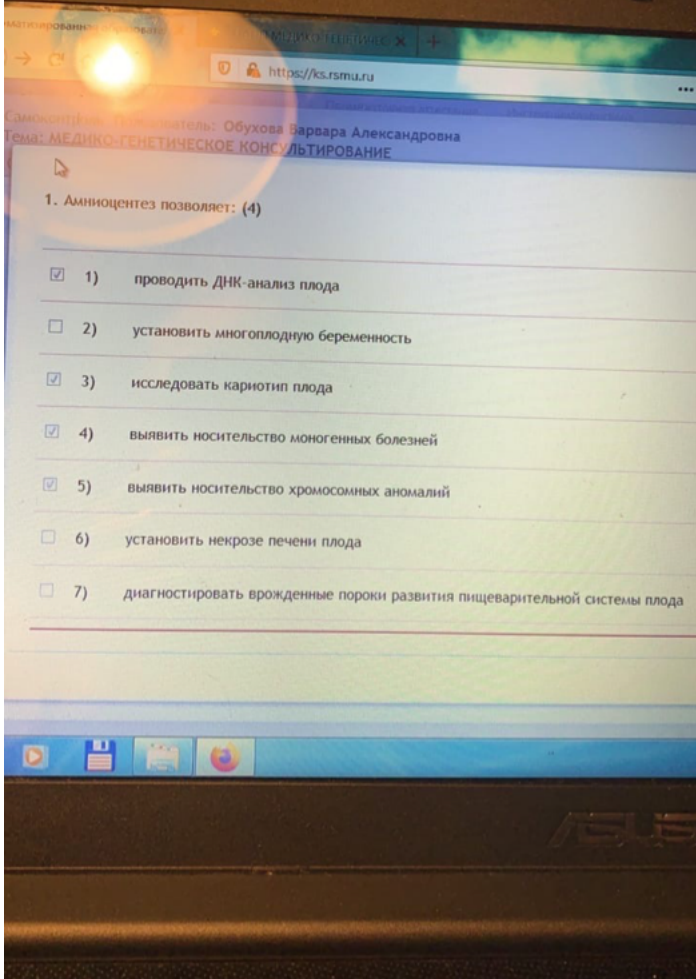 https://ks.rsmu.ru
Пользователь: Обухова Варвара Александровна
Тема: МЕДИКО-ГЕНЕТИЧЕСКОЕ КОНСУЛЬТИРОВАНИЕ
1. Амниоцентез позволяет: (4)
1) проводить ДНК-анализ плода
2) установить многоплодную беременность
3) исследовать кариотип плода
4) выявить носительство моногенных болезней
5) выявить носительство хромосомных аномалий
6) установить некрозе печени плода
7) диагностировать врожденные пороки развития пищеварительной системы плода
ASUS